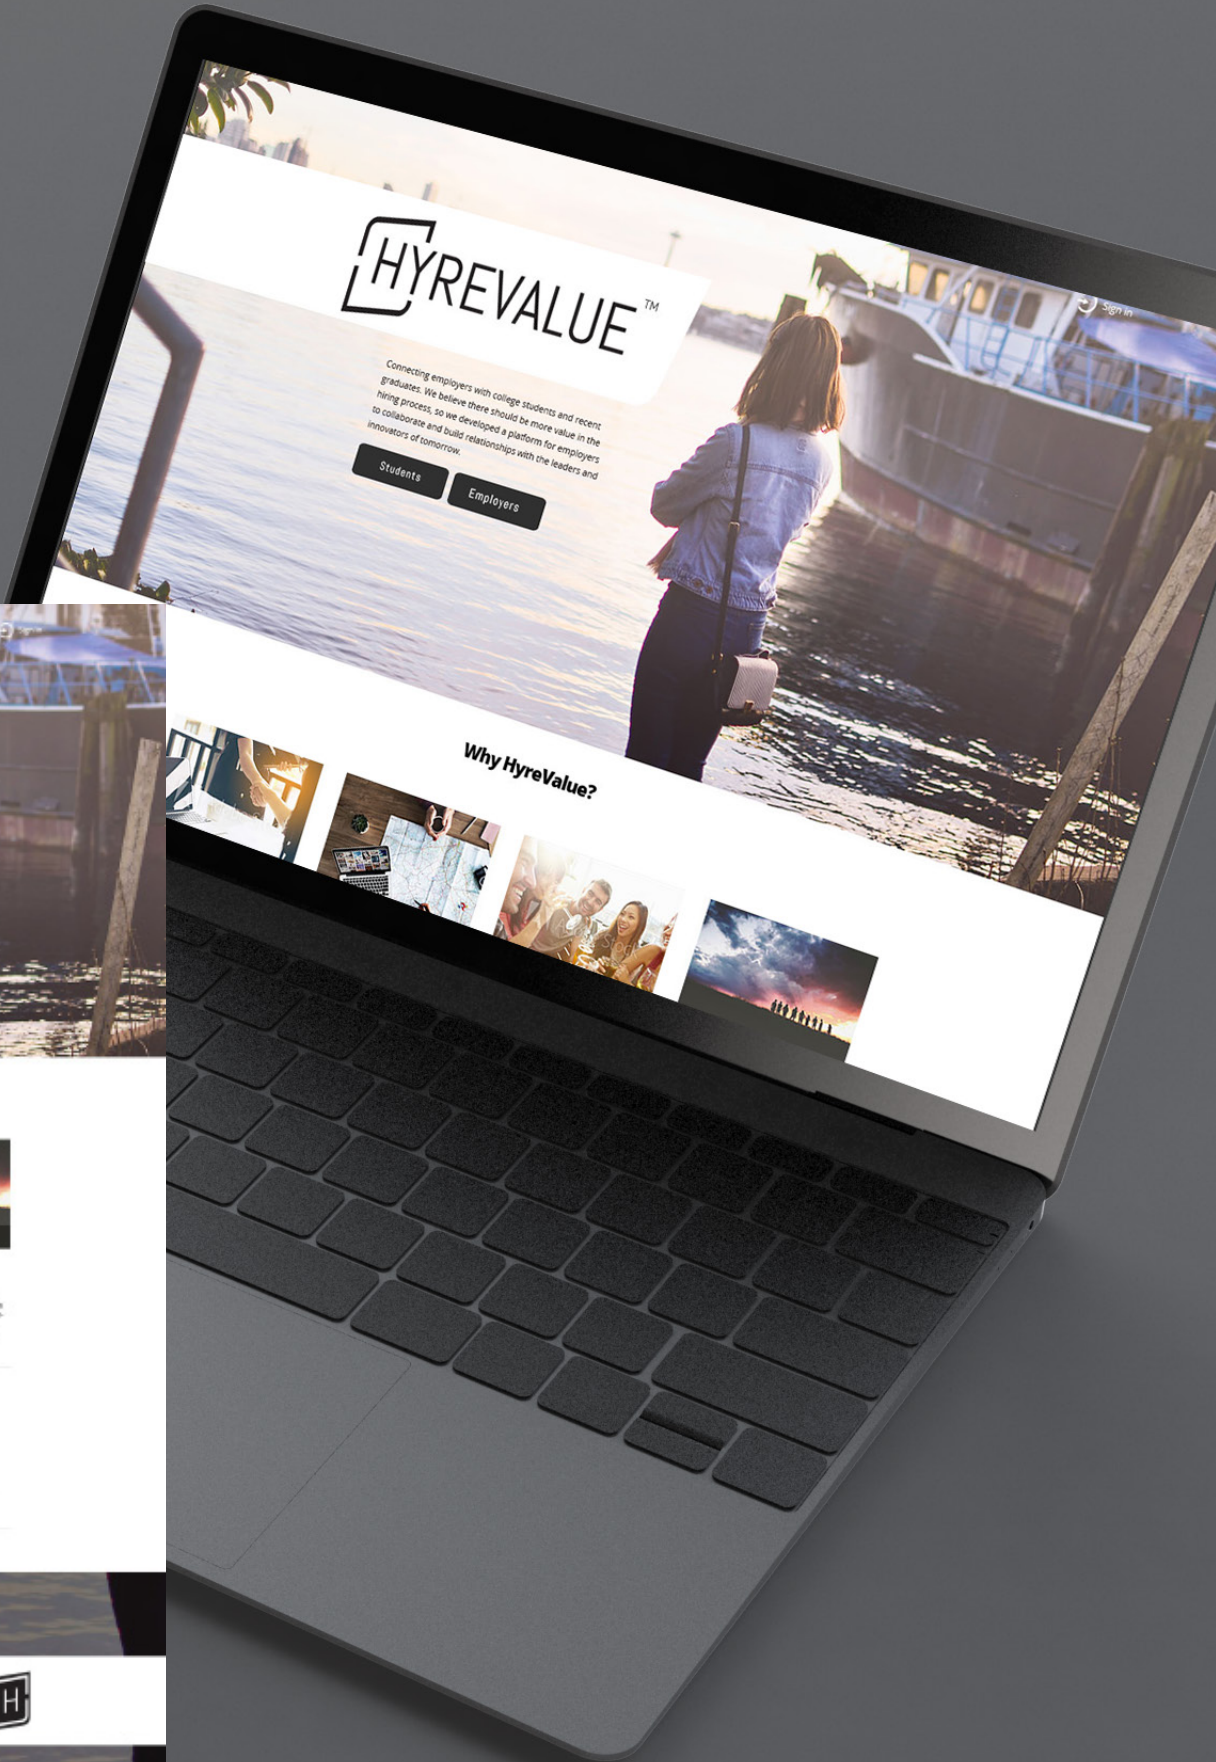 HYREVALUE™
Sign in
Connecting employers with college students and recent
graduates. We believe there should be more value in the
hiring process, so we developed a platform for employers
to collaborate and build relationships with the leaders and
innovators of tomorrow.
Students
Employers
Why HyreValue?
H